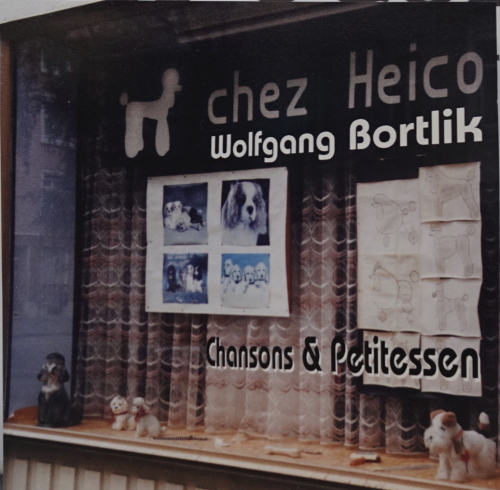 chez Heico
Wolfgang Bortlik
Chansons & Petitessen